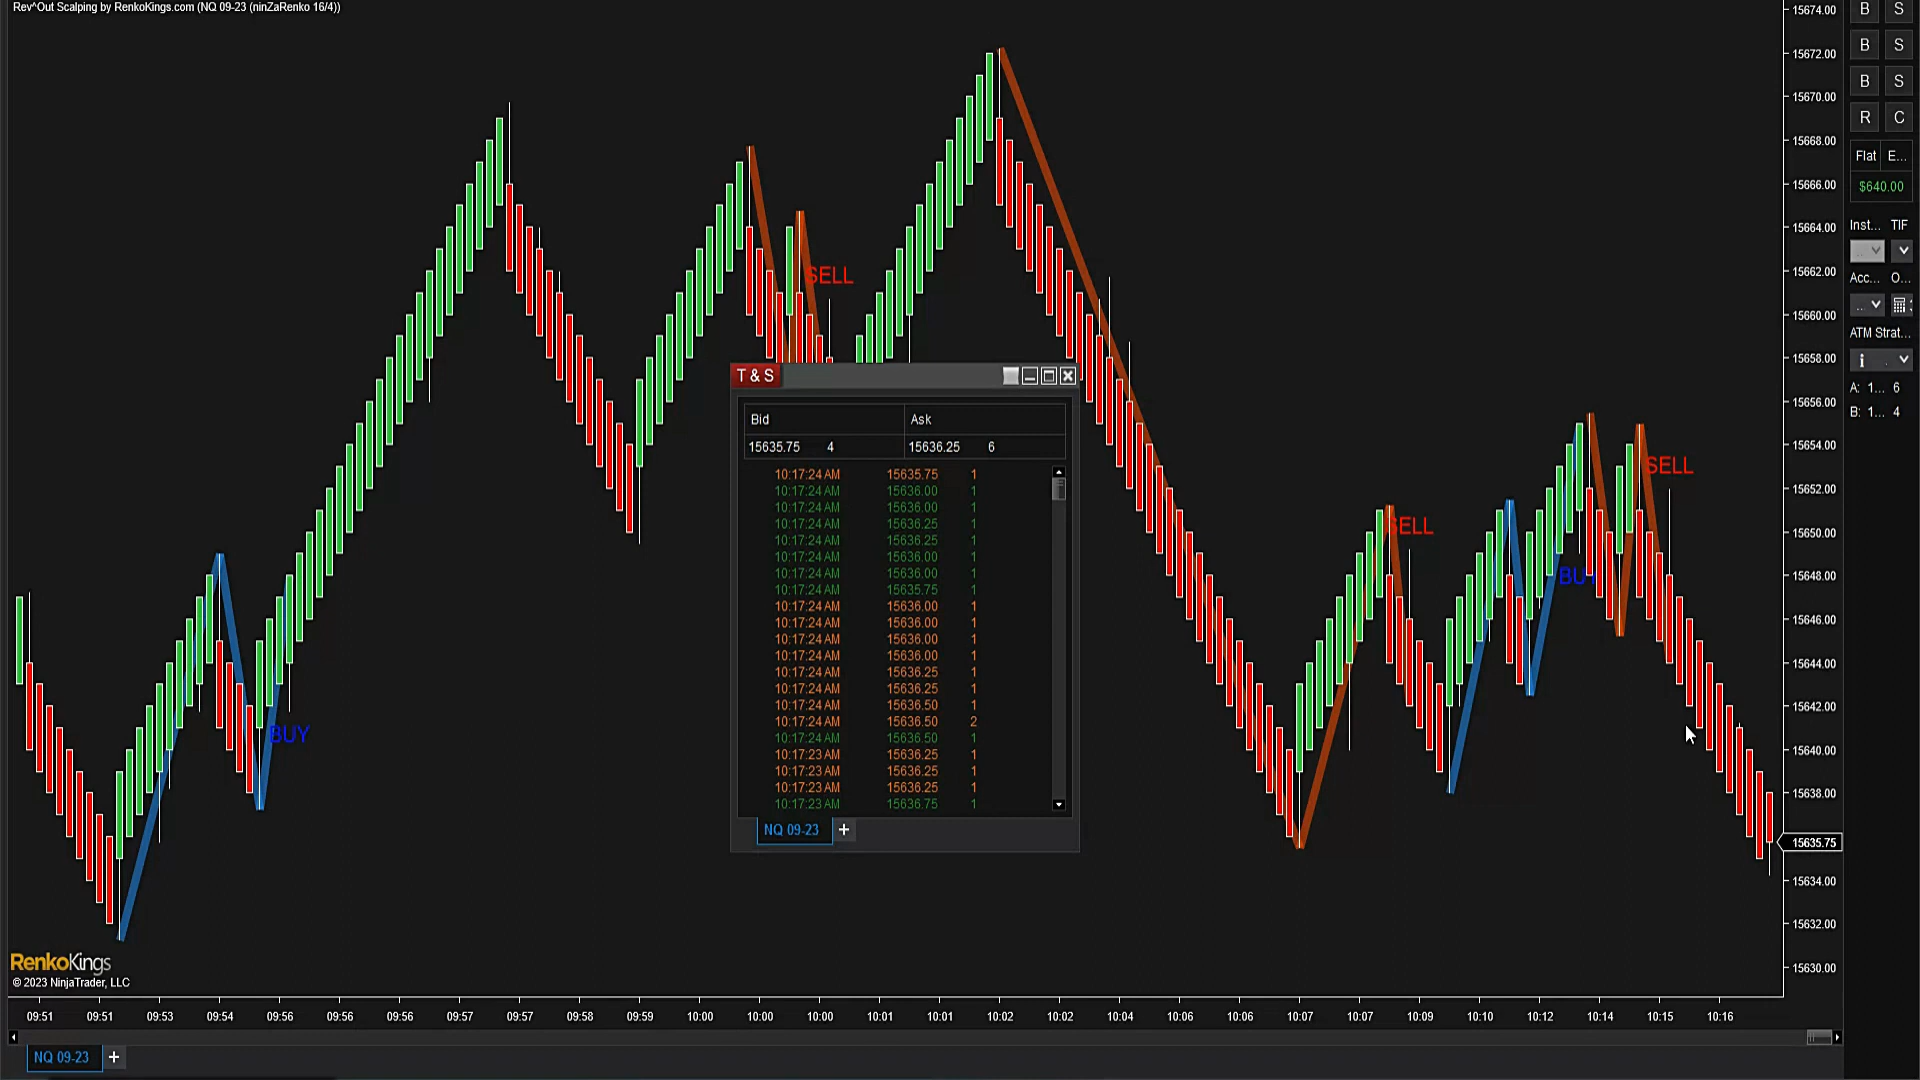 Rev^Out Scalping by RenkoKings.com (NQ 09-23 (ninZaRenko 16/4))
15674.00
15672.00
15670.00
15668.00
15666.00
15664.00
15662.00
15660.00
15658.00
15656.00
15654.00
15652.00
15650.00
15648.00
15646.00
15644.00
15642.00
15640.00
15638.00
15635.75
15634.00
15632.00
15630.00
B S
B S
B S
R C
Flat E...
$640.00
Inst... TIF
Acc... O...
ATM Strat...
A: 1... 6
B: 1... 4
SELL
SELL
SELL
BUY
BUY
T & S
Bid Ask
15635.75 4 15636.25 6
10:17:24 AM 15635.75 1
10:17:24 AM 15636.00 1
10:17:24 AM 15636.00 1
10:17:24 AM 15636.25 1
10:17:24 AM 15636.25 1
10:17:24 AM 15636.00 1
10:17:24 AM 15636.00 1
10:17:24 AM 15635.75 1
10:17:24 AM 15636.00 1
10:17:24 AM 15636.00 1
10:17:24 AM 15636.00 1
10:17:24 AM 15636.00 1
10:17:24 AM 15636.25 1
10:17:24 AM 15636.25 1
10:17:24 AM 15636.50 1
10:17:24 AM 15636.50 2
10:17:24 AM 15636.50 1
10:17:23 AM 15636.25 1
10:17:23 AM 15636.25 1
10:17:23 AM 15636.25 1
10:17:23 AM 15636.75 1
NQ 09-23 +
RenkoKings
© 2023 NinjaTrader, LLC
09:51 09:51 09:53 09:54 09:56 09:56 09:56 09:57 09:57 09:58 09:59 10:00 10:00 10:00 10:01 10:01 10:02 10:02 10:04 10:06 10:06 10:07 10:07 10:09 10:10 10:12 10:14 10:15 10:16
NQ 09-23 +